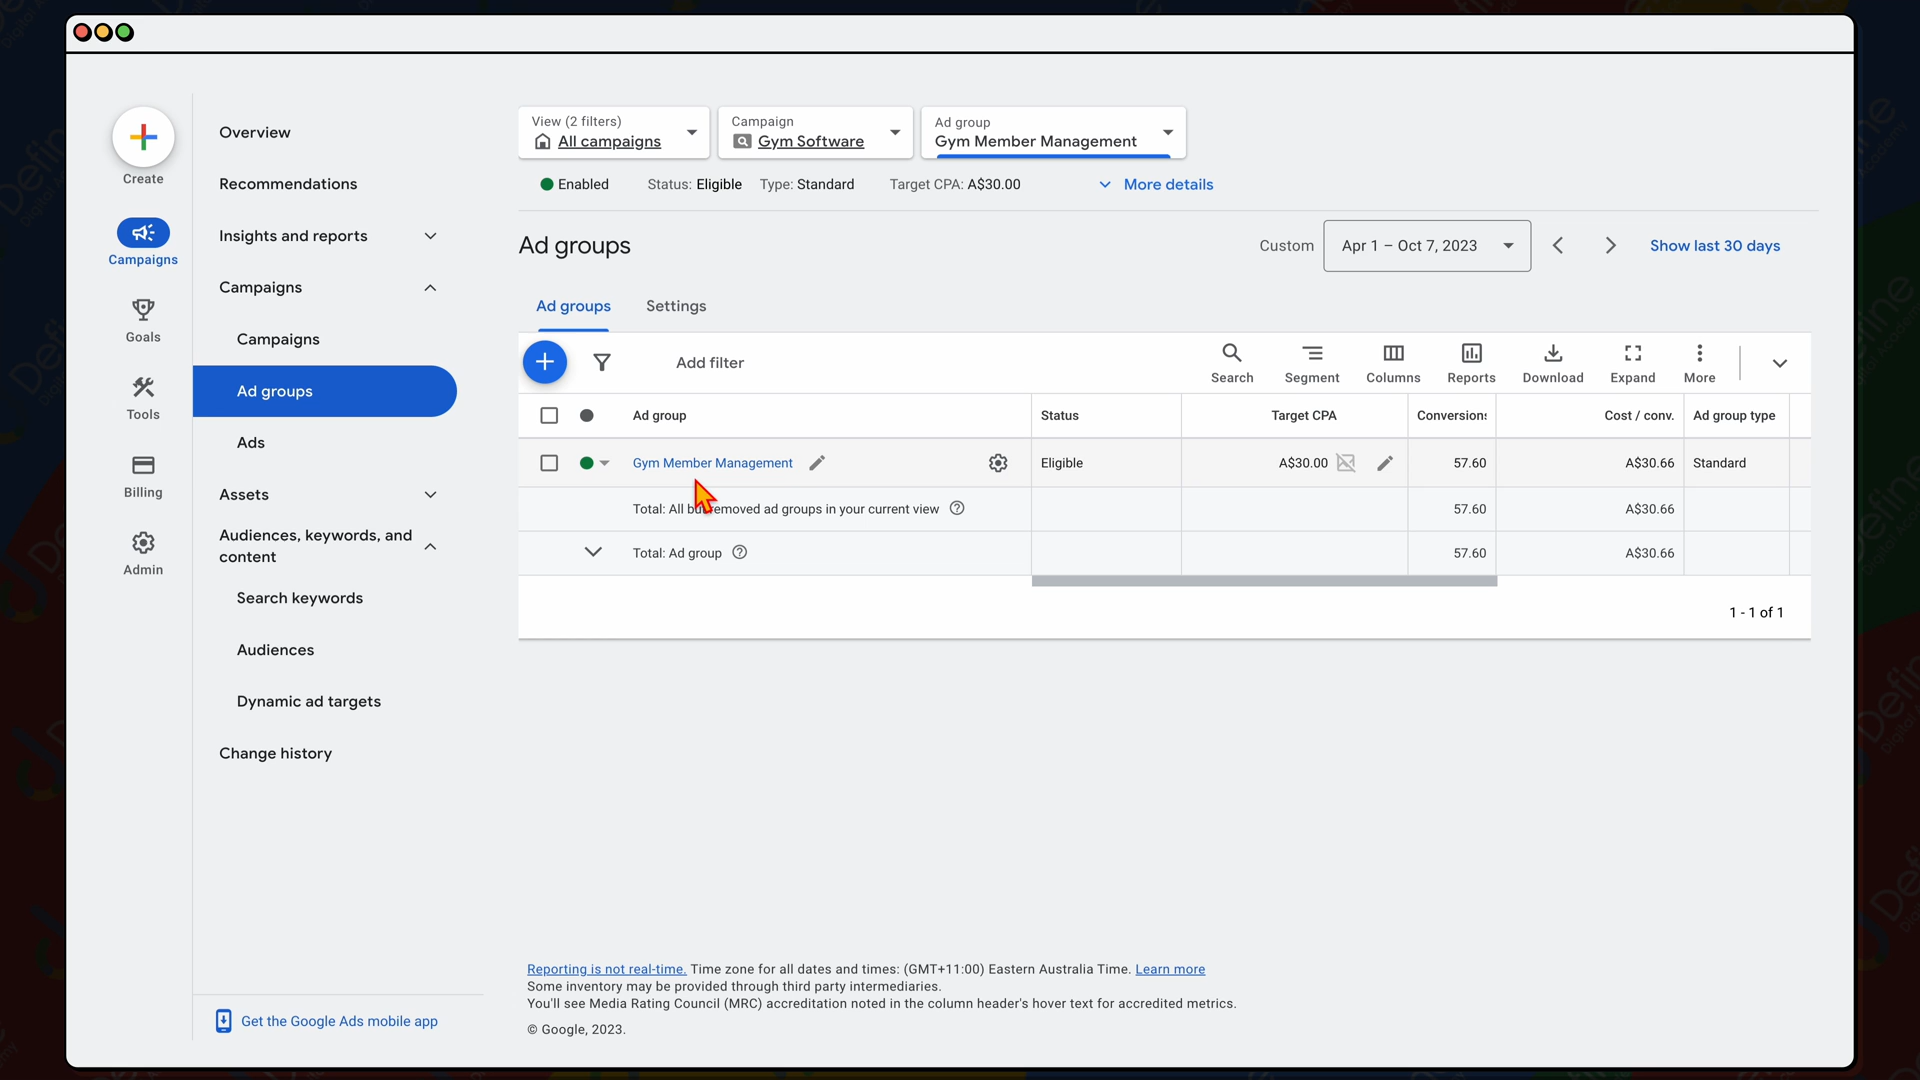 Create
Campaigns
Goals
Tools
Billing
Admin
Overview
Recommendations
Insights and reports
Campaigns
Campaigns
Ad groups
Ads
Assets
Audiences, keywords, and
content
Search keywords
Audiences
Dynamic ad targets
Change history
Get the Google Ads mobile app
View (2 filters)
All campaigns
Campaign
Gym Software
Ad group
Gym Member Management
Enabled Status: Eligible Type: Standard Target CPA: A$30.00 More details
Ad groups
Custom Apr 1 – Oct 7, 2023 Show last 30 days
Ad groups Settings
Add filter
Search Segment Columns Reports Download Expand More
Ad group Status Target CPA Conversions Cost / conv. Ad group type
Gym Member Management Eligible A$30.00 57.60 A$30.66 Standard
Total: All but removed ad groups in your current view 57.60 A$30.66
Total: Ad group 57.60 A$30.66
1 - 1 of 1
Reporting is not real-time. Time zone for all dates and times: (GMT+11:00) Eastern Australia Time. Learn more
Some inventory may be provided through third party intermediaries.
You'll see Media Rating Council (MRC) accreditation noted in the column header's hover text for accredited metrics.
© Google, 2023.